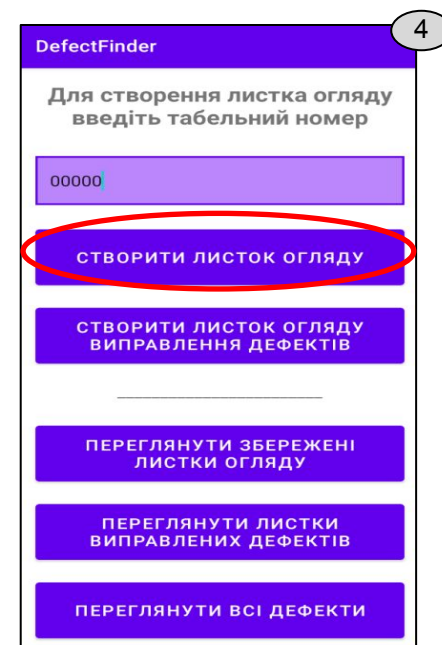 4
DefectFinder
Для створення листка огляду
введіть табельний номер
00000
СТВОРИТИ ЛИСТОК ОГЛЯДУ
СТВОРИТИ ЛИСТОК ОГЛЯДУ
ВИПРАВЛЕННЯ ДЕФЕКТІВ
ПЕРЕГЛЯНУТИ ЗБЕРЕЖЕНІ
ЛИСТКИ ОГЛЯДУ
ПЕРЕГЛЯНУТИ ЛИСТКИ
ВИПРАВЛЕНИХ ДЕФЕКТІВ
ПЕРЕГЛЯНУТИ ВСІ ДЕФЕКТИ